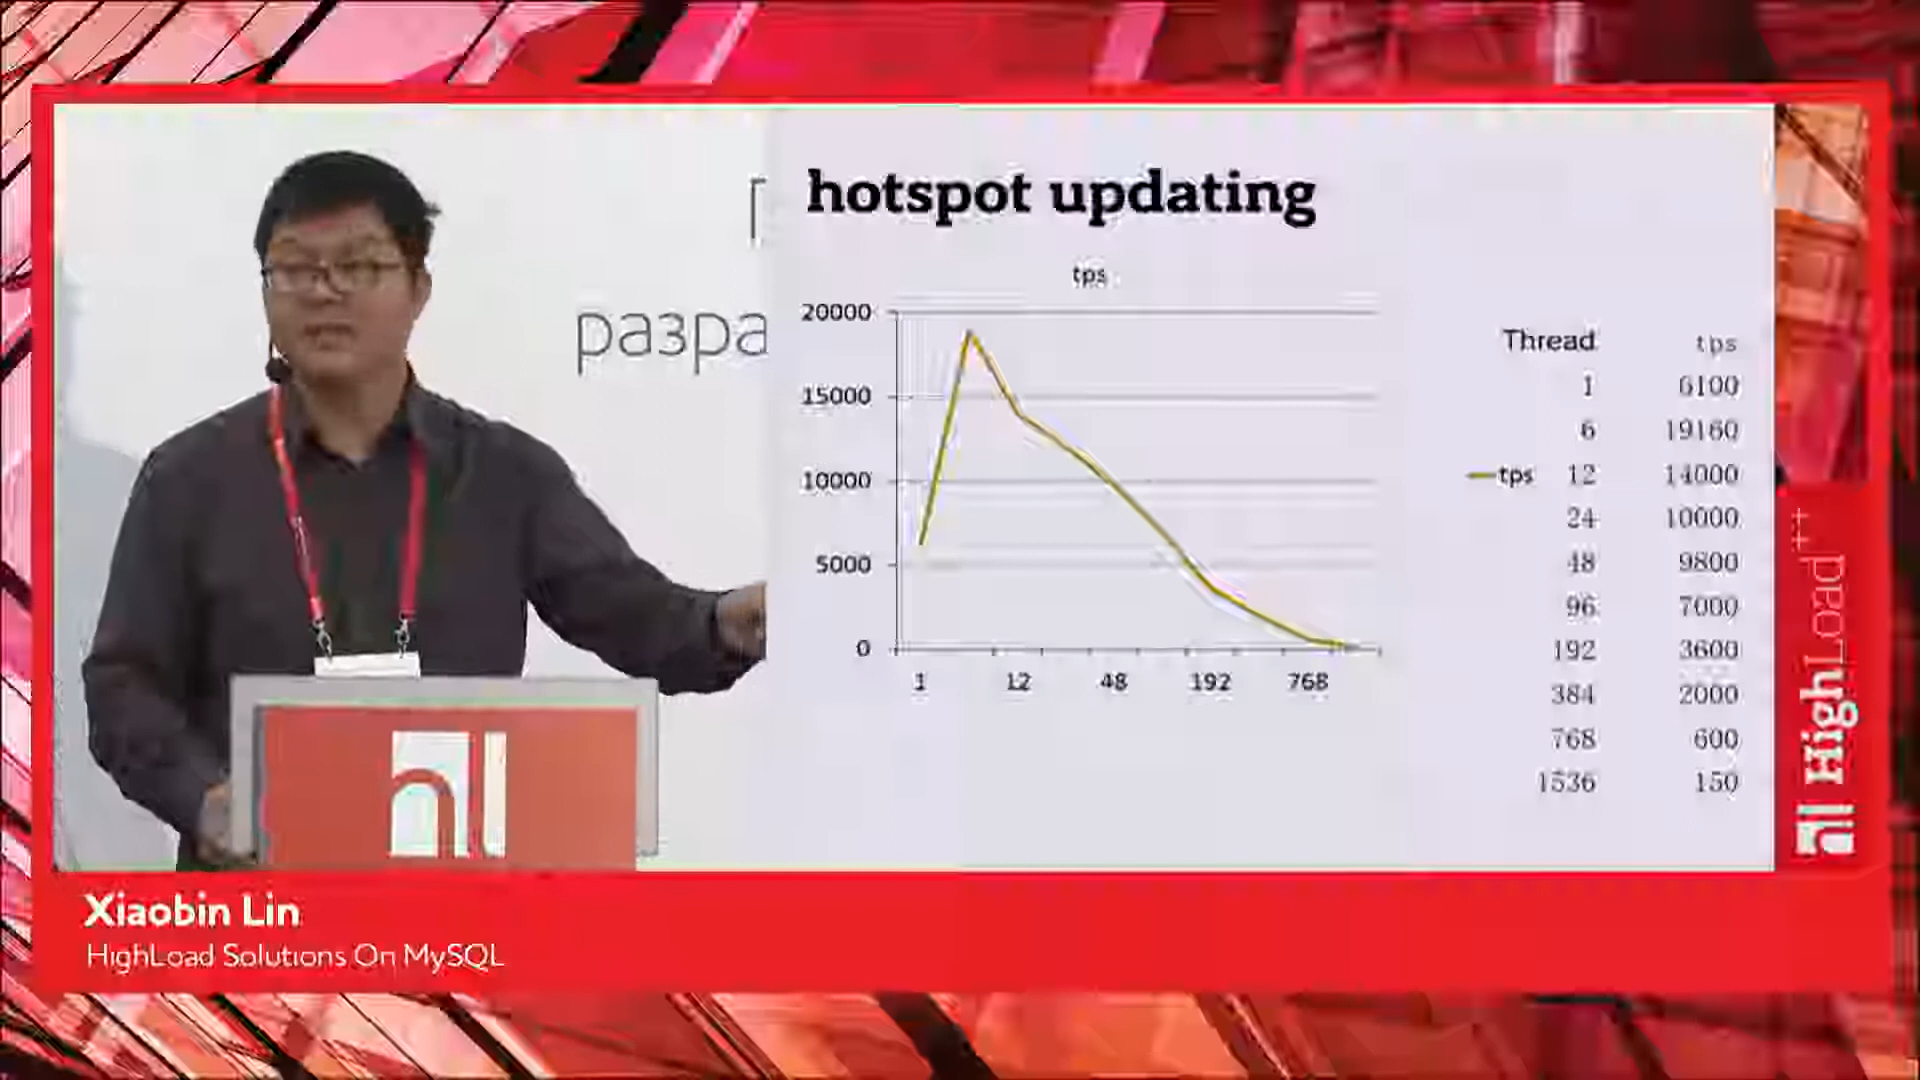 hotspot updating
разра
tps
20000
15000
10000
5000
0
1 12 48 192 768
tps
Thread tps
1 6100
6 19160
12 14000
24 10000
48 9800
96 7000
192 3600
384 2000
768 600
1536 150
HighLoad++
Xiaobin Lin
HighLoad Solutions On MySQL